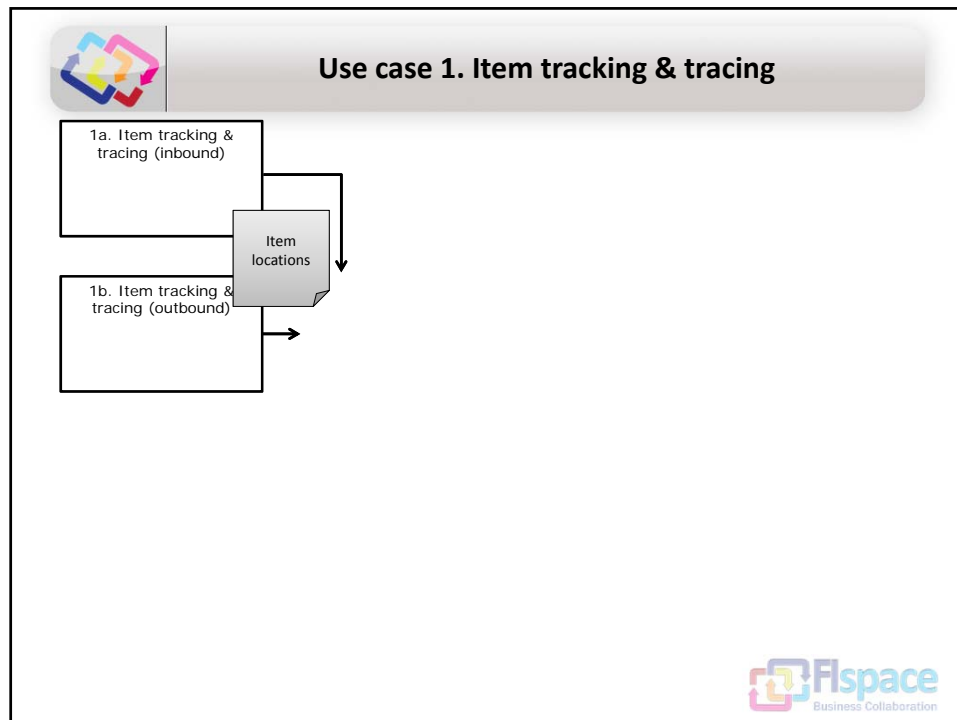 Use case 1. Item tracking & tracing
1a. Item tracking &
tracing (inbound)
Item
locations
1b. Item tracking &
tracing (outbound)
FIspace
Business Collaboration